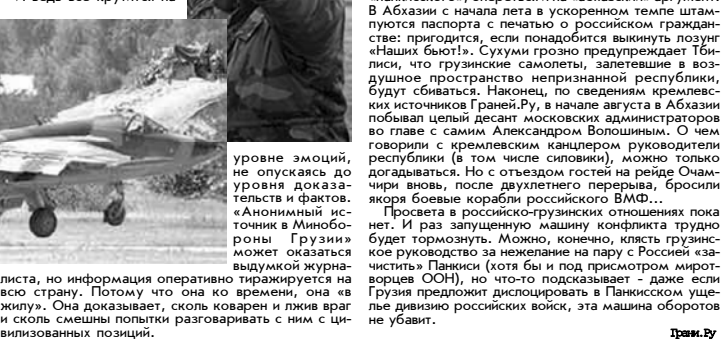 уровне эмоций,
не опускаясь до
уровня доказа-
тельств и фактов.
«Анонимный ис-
точник в Минобо-
роны Грузии»
может оказаться
выдумкой журна-
листа, но информация оперативно тиражируется на
всю страну. Потому что она ко времени, она «в
жилу». Она доказывает, сколь коварен и лжив враг
и сколь смешны попытки разговаривать с ним с ци-
вилизованных позиций.
В Абхазии с начала лета в ускоренном темпе штам-
пуются паспорта с печатью о российском граждан-
стве: пригодится, если понадобится выкинуть лозунг
«Наших бьют!». Сухуми грозно предупреждает Тби-
лиси, что грузинские самолеты, залетевшие в воз-
душное пространство непризнанной республики,
будут сбиваться. Наконец, по сведениям кремлевс-
ких источников Граней.Ру, в начале августа в Абхазии
побывал целый десант московских администраторов
во главе с самим Александром Волошиным. О чем
говорили с кремлевским канцлером руководители
республики (в том числе силовики), можно только
догадываться. Но с отъездом гостей на рейде Очам-
чири вновь, после двухлетнего перерыва, бросили
якоря боевые корабли российского ВМФ...
Просвета в российско-грузинских отношениях пока
нет. И раз запущенную машину конфликта трудно
будет тормознуть. Можно, конечно, клясть грузинс-
кое руководство за нежелание на пару с Россией «за-
чистить» Панкиси (хотя бы и под присмотром мирот-
ворцев ООН), но что-то подсказывает - даже если
Грузия предложит дислоцировать в Панкисском уще-
лье дивизию российских войск, эта машина оборотов
не убавит.
Грани.Ру